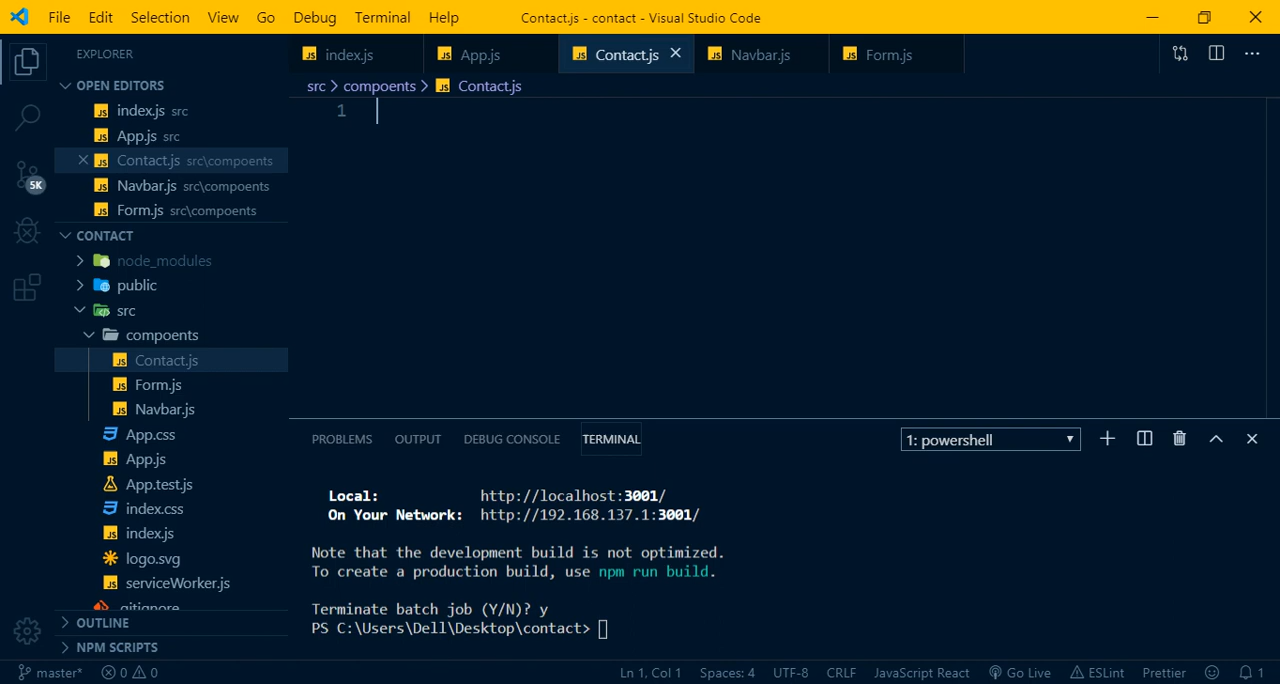 File Edit Selection View Go Debug Terminal Help Contact.js - contact - Visual Studio Code
EXPLORER
OPEN EDITORS
index.js src
App.js src
Contact.js src\compoents
Navbar.js src\compoents
Form.js src\compoents
5K
CONTACT
node_modules
public
src
compoents
Contact.js
Form.js
Navbar.js
App.css
App.js
App.test.js
index.css
index.js
logo.svg
serviceWorker.js
.gitignore
OUTLINE
NPM SCRIPTS
index.js App.js Contact.js Navbar.js Form.js
src > compoents > Contact.js
1
PROBLEMS OUTPUT DEBUG CONSOLE TERMINAL 1: powershell
Local: http://localhost:3001/
On Your Network: http://192.168.137.1:3001/
Note that the development build is not optimized.
To create a production build, use npm run build.
Terminate batch job (Y/N)? y
PS C:\Users\Dell\Desktop\contact>
master* 0 0 Ln 1, Col 1 Spaces: 4 UTF-8 CRLF JavaScript React Go Live ESLint Prettier 1